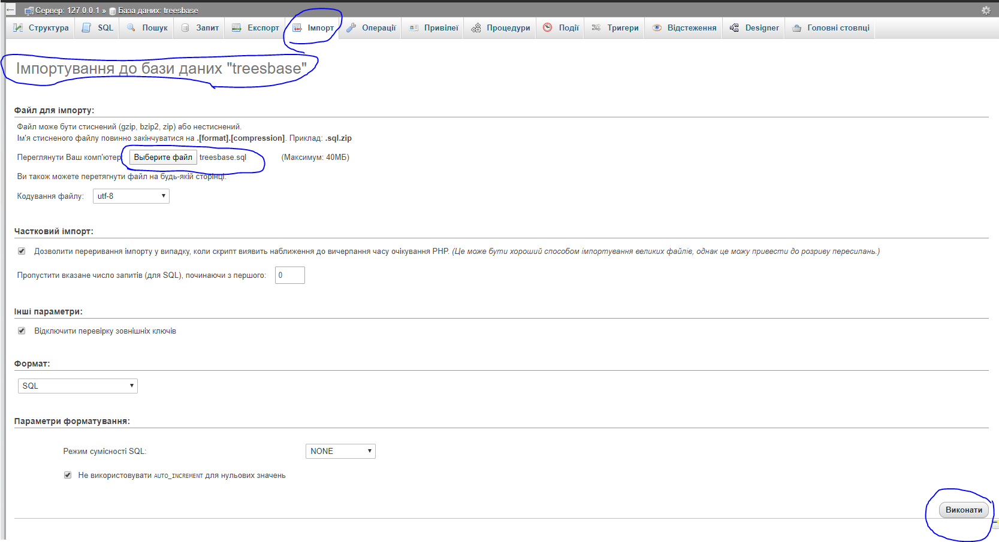 Сервер: 127.0.0.1 » База даних: treesbase
Структура SQL Пошук Запит Експорт Імпорт Операції Привілеї Процедури Події Тригери Відстеження Designer Головні стовпці
Імпортування до бази даних "treesbase"
Файл для імпорту:
Файл може бути стиснений (gzip, bzip2, zip) або нестиснений.
Ім'я стисненого файлу повинно закінчуватися на .[format].[compression]. Приклад: .sql.zip
Переглянути Ваш комп'ютер: Выберите файл treesbase.sql (Максимум: 40МБ)
Ви також можете перетягнути файл на будь-якій сторінці.
Кодування файлу: utf-8
Частковий імпорт:
Дозволити переривання імпорту у випадку, коли скрипт виявить наближення до вичерпання часу очікування PHP. (Це може бути хороший способом імпортування великих файлів, однак це можу привести до розриву пересилань.)
Пропустити вказане число запитів (для SQL), починаючи з першого: 0
Інші параметри:
Відключити перевірку зовнішніх ключів
Формат:
SQL
Параметри форматування:
Режим сумісності SQL: NONE
Не використовувати AUTO_INCREMENT для нульових значень
Виконати